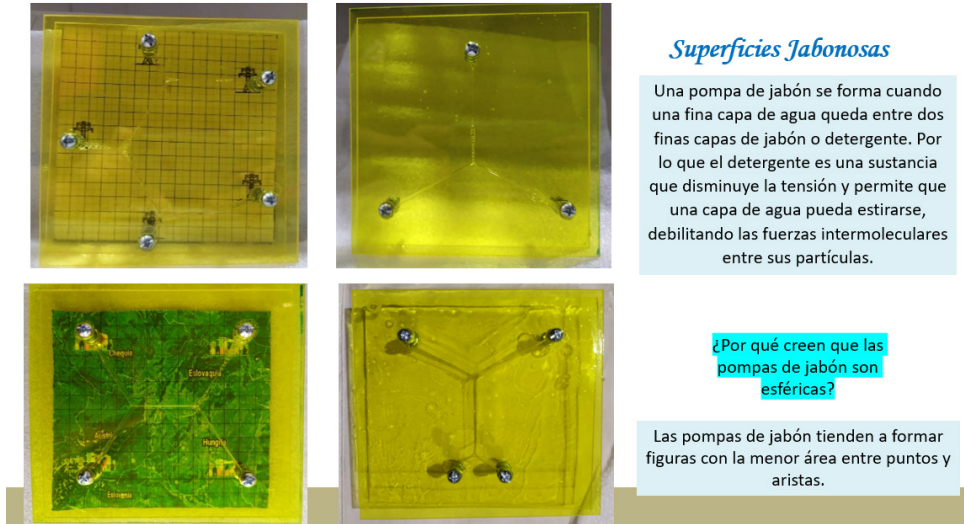 Superficies Jabonosas
Una pompa de jabón se forma cuando
una fina capa de agua queda entre dos
finas capas de jabón o detergente. Por
lo que el detergente es una sustancia
que disminuye la tensión y permite que
una capa de agua pueda estirarse,
debilitando las fuerzas intermoleculares
entre sus partículas.
Chequia
Eslovaquia
Austria
Hungría
Eslovenia
¿Por qué creen que las
pompas de jabón son
esféricas?
Las pompas de jabón tienden a formar
figuras con la menor área entre puntos y
aristas.